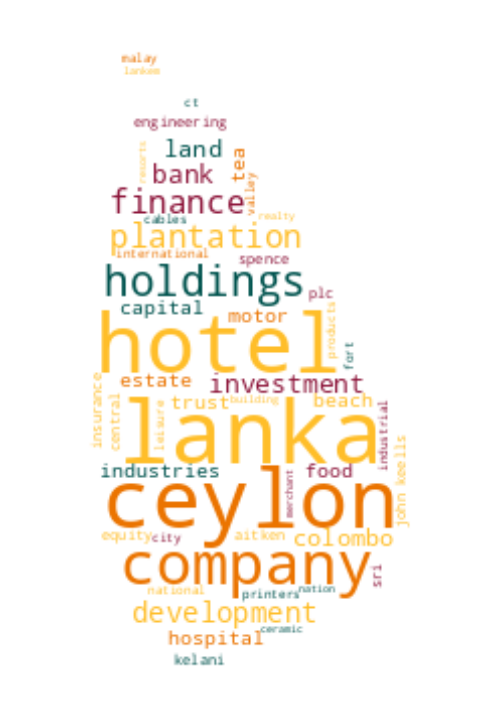 malay
lankem
ct
engineering
resorts
land
tea
bank
valley
finance
cables
realty
plantation
international
spence
holdings
plc
capital
motor
products
hotel
fort
insurance
estate
investment
central
leisure
trust
building
beach
industrial
lanka
john keells
industries
merchant
food
ceylon
equity
city
aitken
colombo
company
sri
national
printers
nation
development
ceramic
hospital
kelani